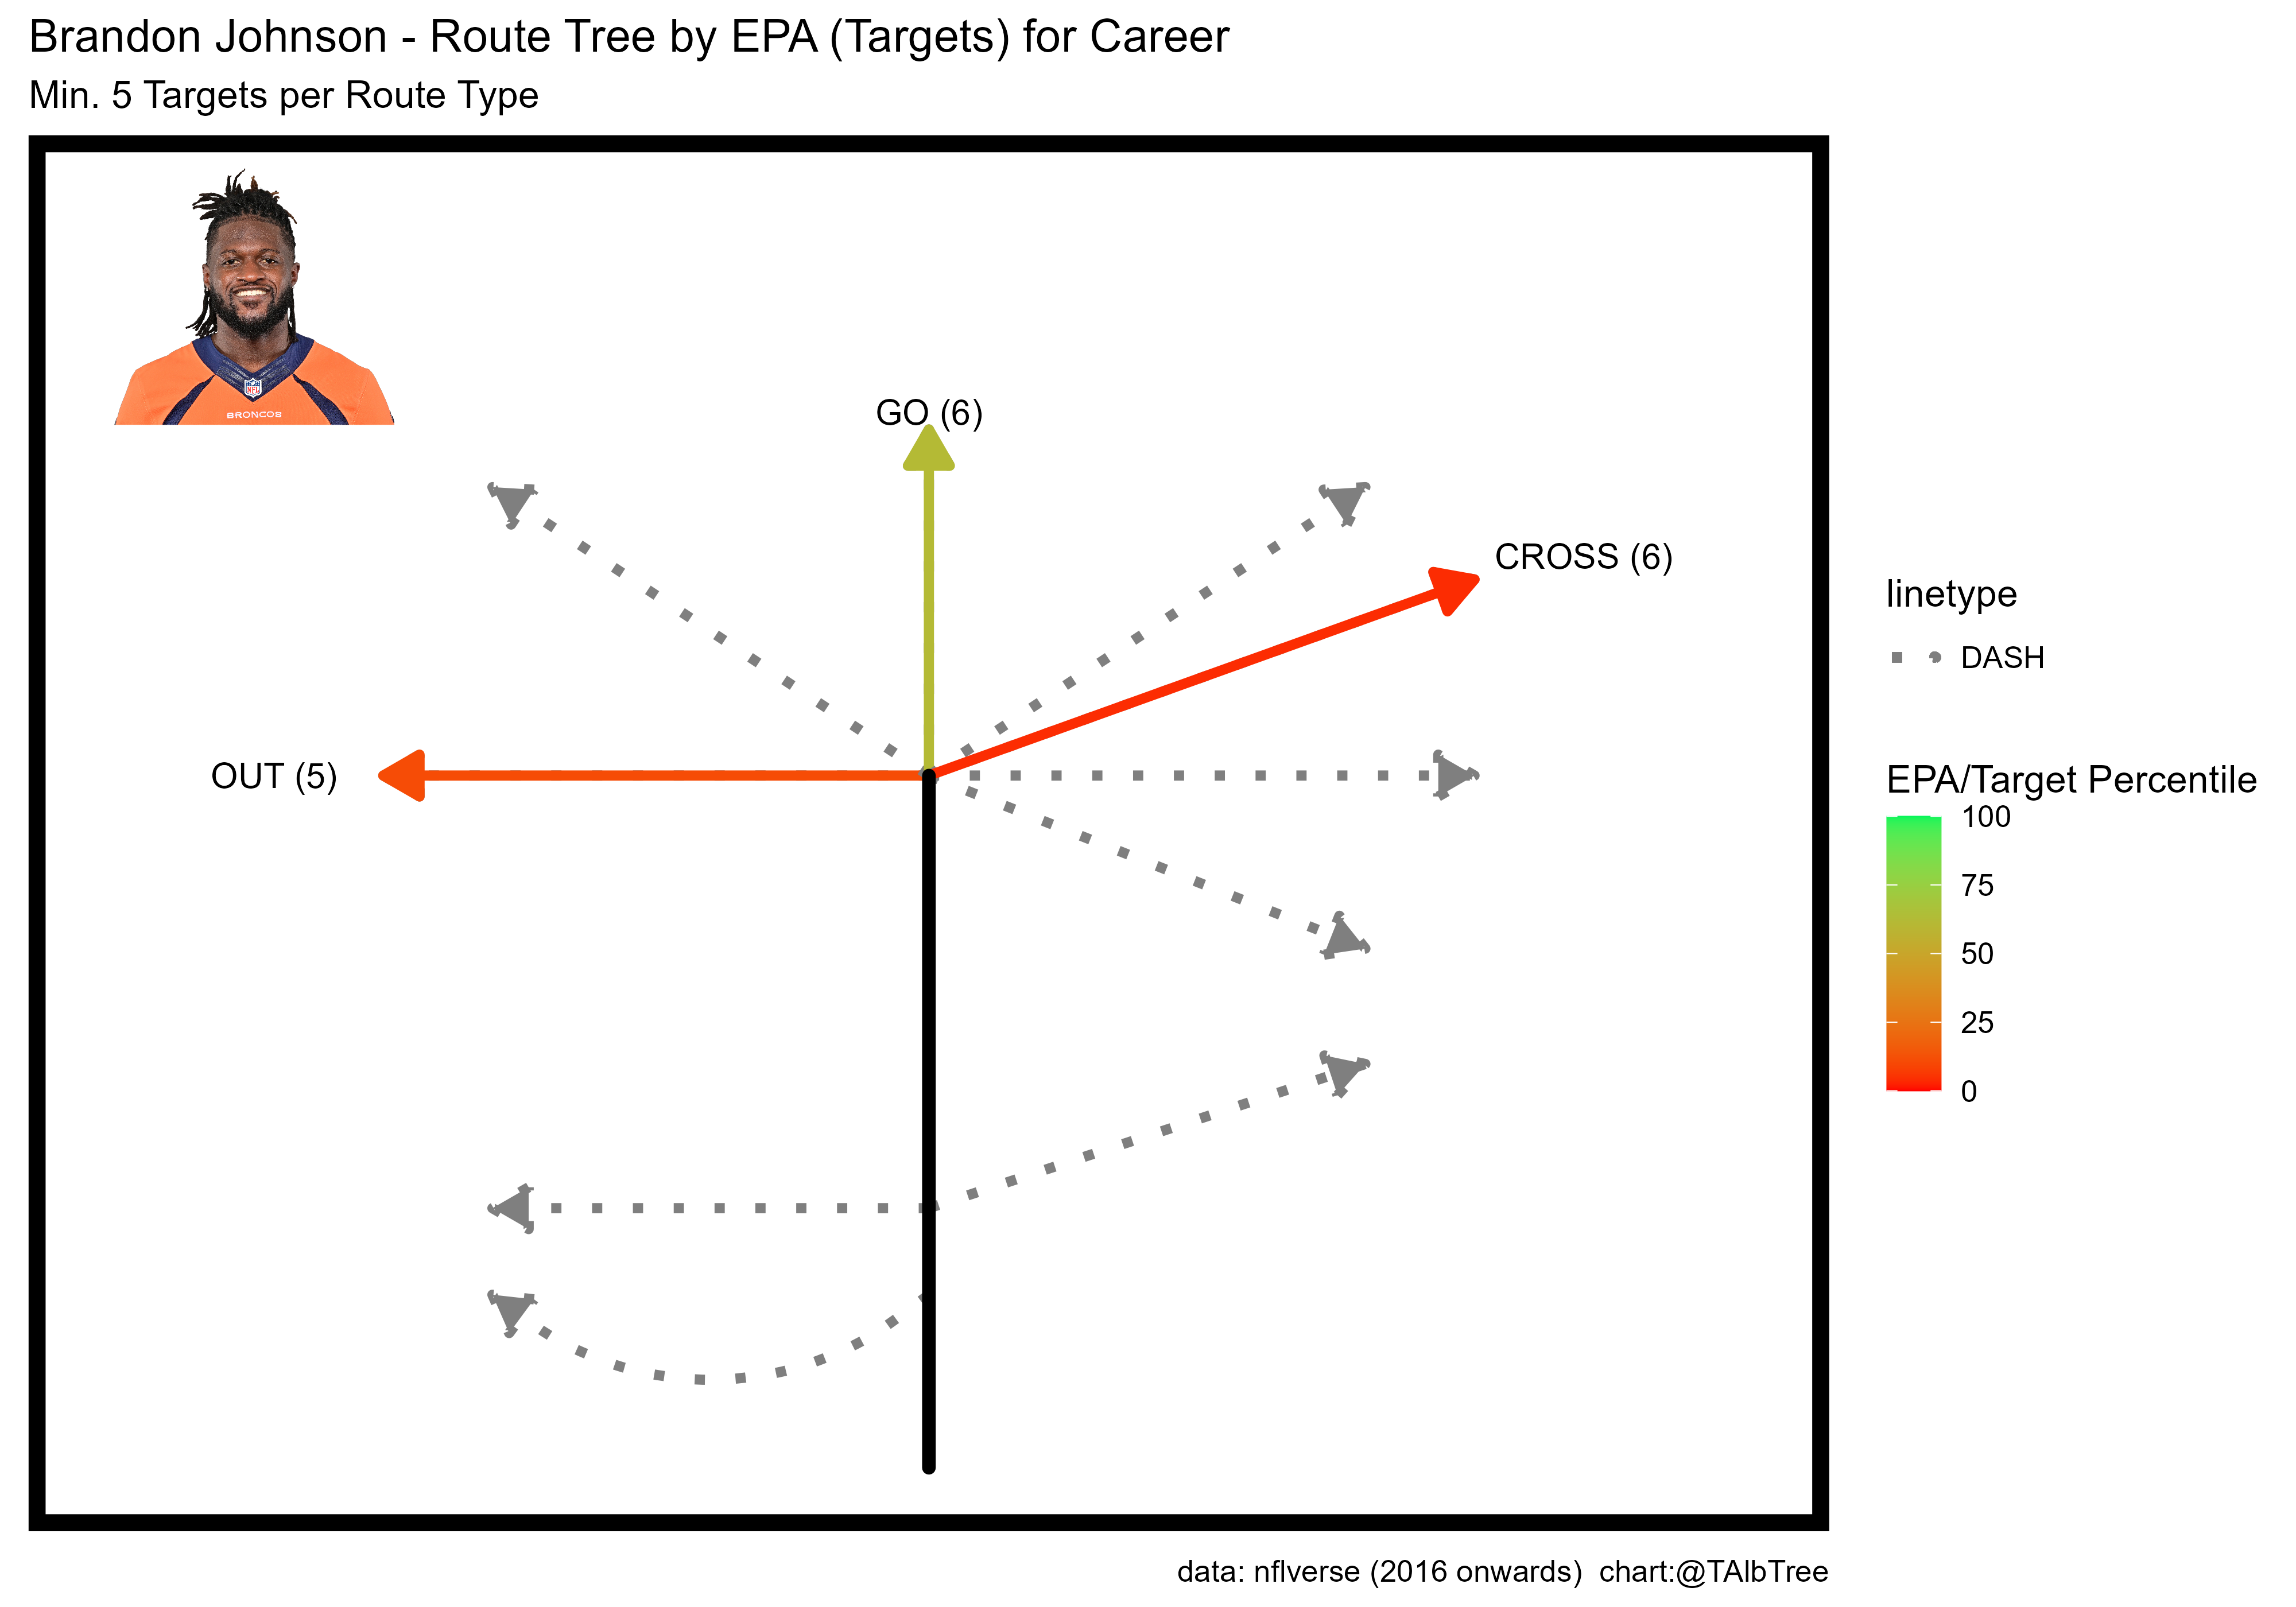 Brandon Johnson - Route Tree by EPA (Targets) for Career
Min. 5 Targets per Route Type
NFL
BRONCOS
GO (6)
CROSS (6)
OUT (5)
linetype
DASH
EPA/Target Percentile
100
75
50
25
0
data: nflverse (2016 onwards)  chart:@TAlbTree